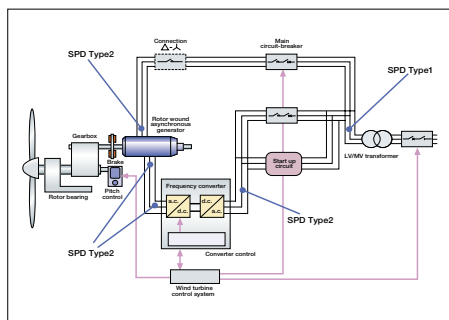 Connection
Main
circuit-breaker
SPD Type2
SPD Type1
Rotor wound
asynchronous
generator
Gearbox
Brake
Pitch
control
Rotor bearing
Start up
circuit
LV/MV transformer
Frequency converter
a.c.
d.c.
d.c.
a.c.
SPD Type2
SPD Type2
Converter control
Wind turbine
control system